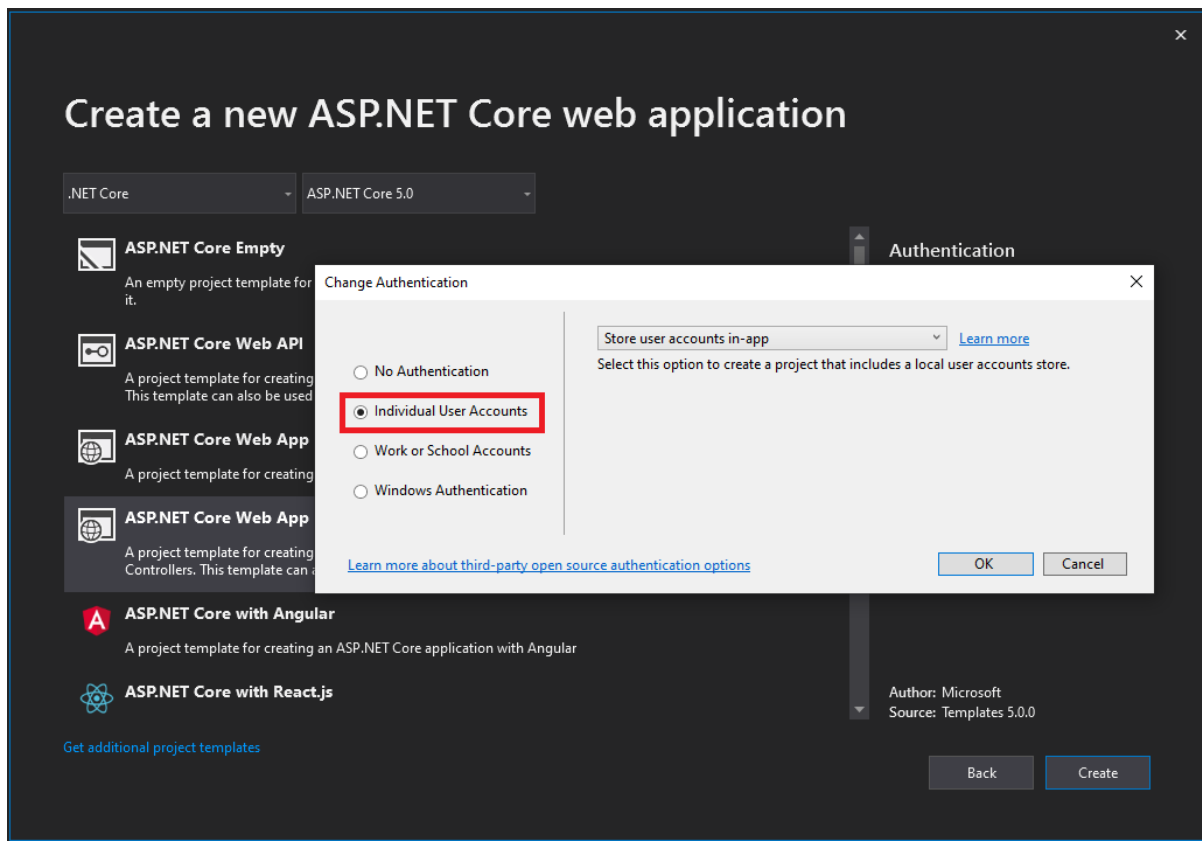 Create a new ASP.NET Core web application
.NET Core
ASP.NET Core 5.0
ASP.NET Core Empty
An empty project template for
it.
ASP.NET Core Web API
A project template for creating
This template can also be used
ASP.NET Core Web App
A project template for creating
ASP.NET Core Web App
A project template for creating
Controllers. This template can
ASP.NET Core with Angular
A project template for creating an ASP.NET Core application with Angular
ASP.NET Core with React.js
Get additional project templates
Authentication
Change Authentication
No Authentication
Individual User Accounts
Work or School Accounts
Windows Authentication
Store user accounts in-app
Learn more
Select this option to create a project that includes a local user accounts store.
Learn more about third-party open source authentication options
OK
Cancel
Author: Microsoft
Source: Templates 5.0.0
Back
Create